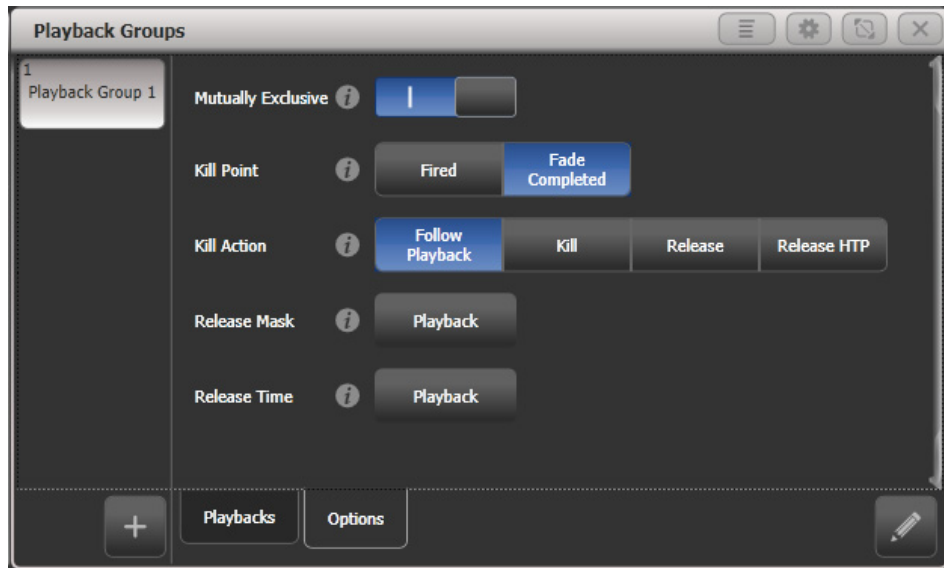 Playback Groups
1
Playback Group 1
Mutually Exclusive
Kill Point
Fired
Fade
Completed
Kill Action
Follow
Playback
Kill
Release
Release HTP
Release Mask
Playback
Release Time
Playback
Playbacks
Options